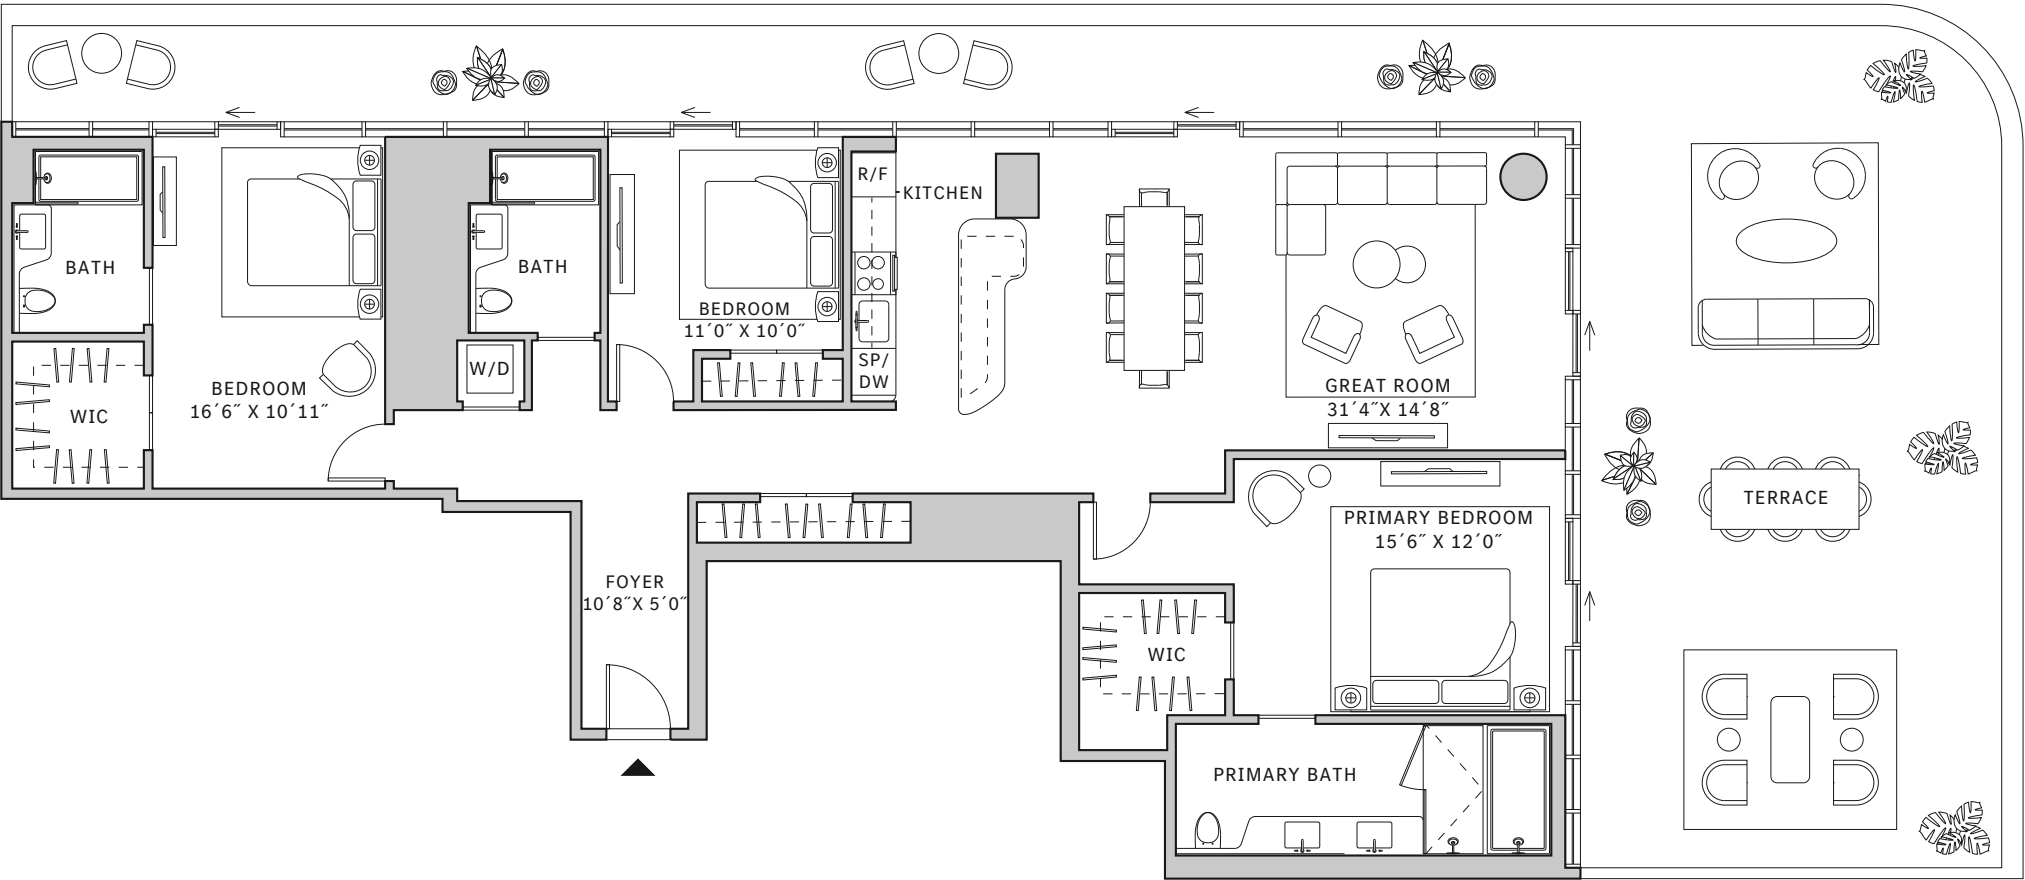 R/F
KITCHEN
BATH
BATH
BEDROOM
11´0˝ X 10´0˝
W/D
SP/
DW
BEDROOM
16´6˝ X 10´11˝
WIC
GREAT ROOM
31´4˝X 14´8˝
TERRACE
PRIMARY BEDROOM
15´6˝ X 12´0˝
FOYER
10´8˝X 5´0˝
WIC
PRIMARY BATH